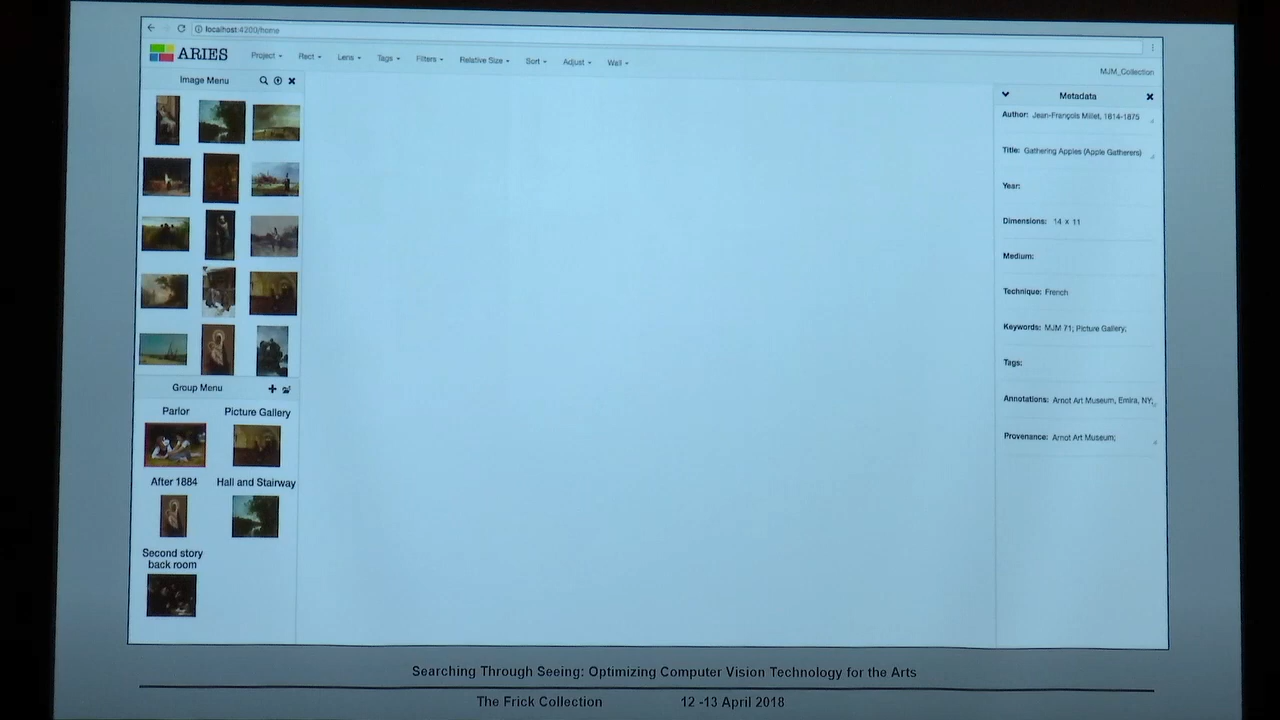 localhost:4200/home
ARIES
Project Rect Lens Tags Filters Relative Size Sort Adjust Wall
MJM_Collection
Image Menu
Metadata
Author: Jean-François Millet, 1814-1875
Title: Gathering Apples (Apple Gatherers)
Year:
Dimensions: 14 x 11
Medium:
Technique: French
Keywords: MJM 71; Picture Gallery;
Tags:
Annotations: Arnot Art Museum, Emira, NY;
Provenance: Arnot Art Museum;
Group Menu
Parlor
Picture Gallery
After 1884
Hall and Stairway
Second story
back room
Searching Through Seeing: Optimizing Computer Vision Technology for the Arts
The Frick Collection 12 -13 April 2018